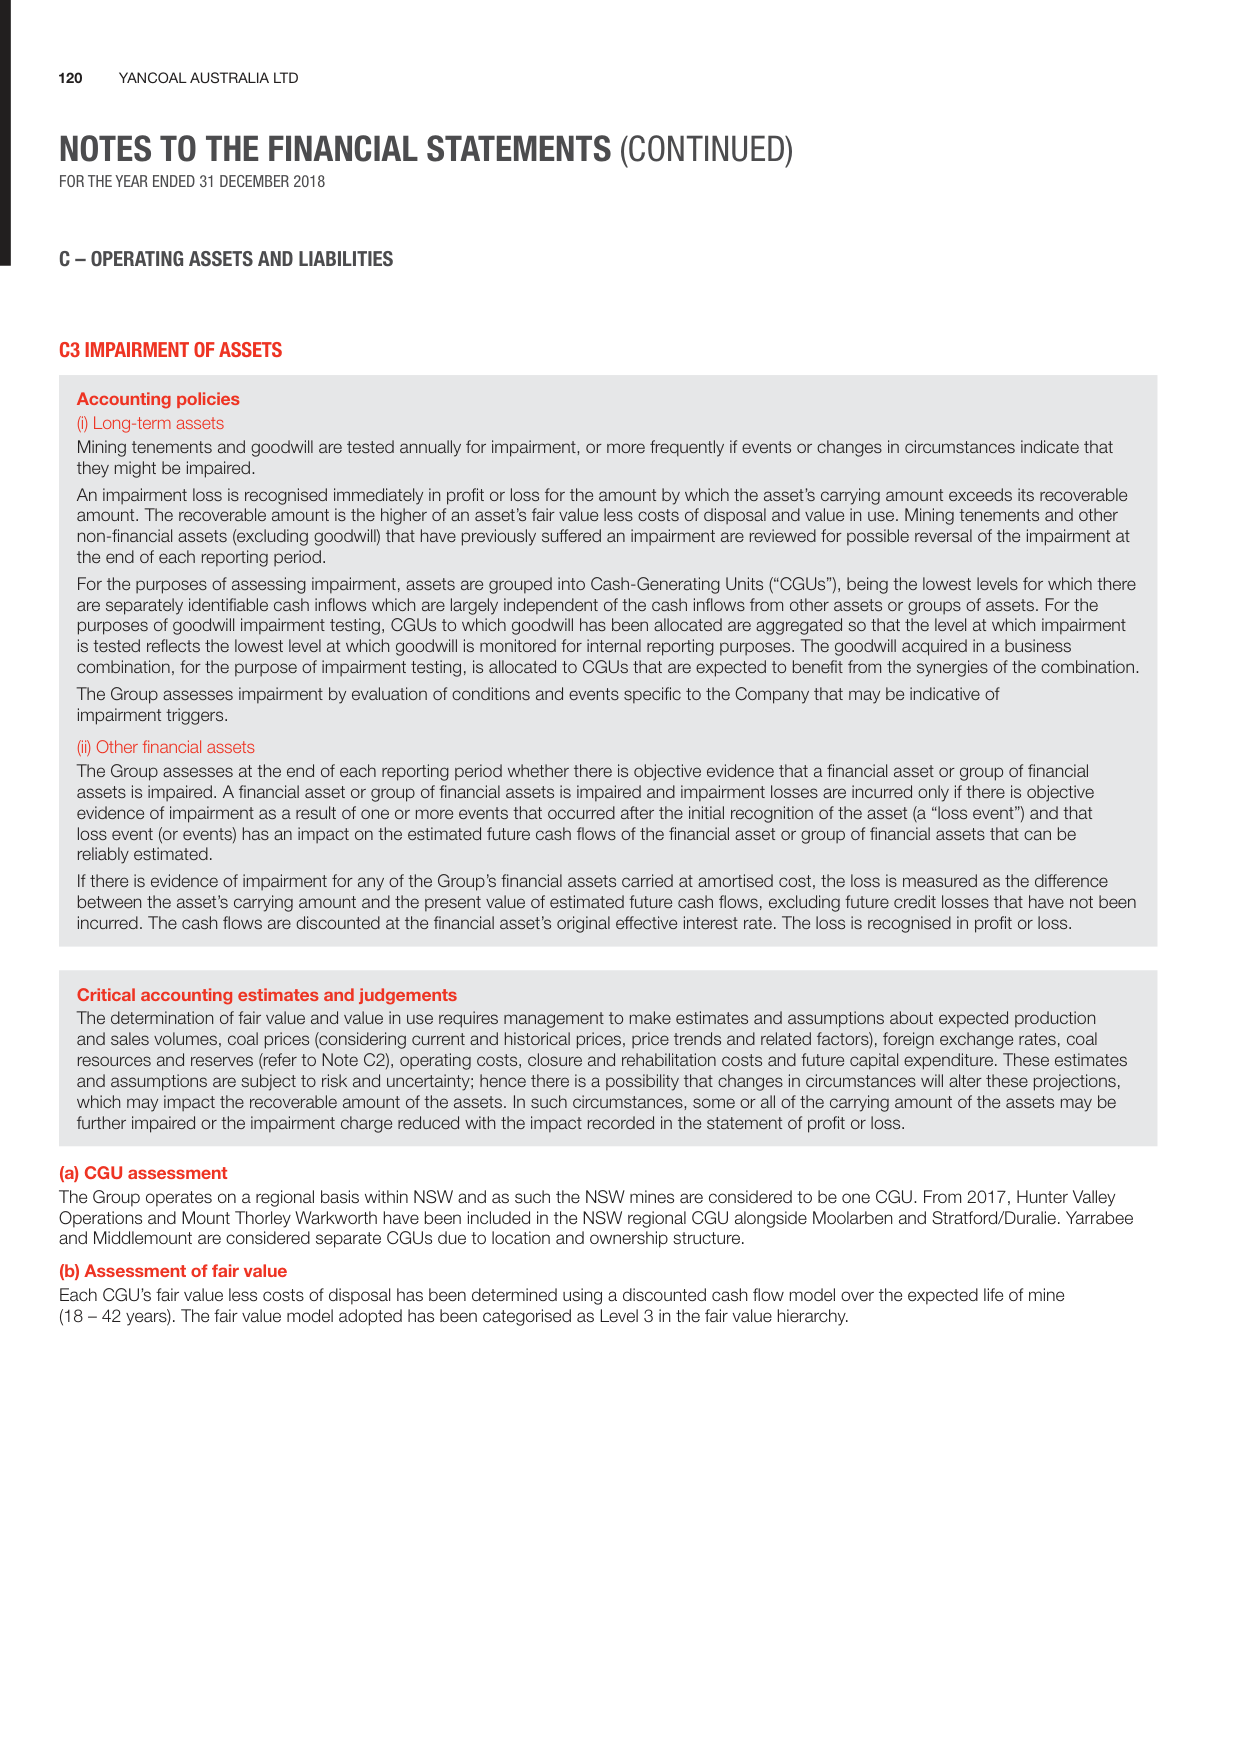 120 YANCOAL AUSTRALIA LTD
NOTES TO THE FINANCIAL STATEMENTS (CONTINUED)
FOR THE YEAR ENDED 31 DECEMBER 2018
C – OPERATING ASSETS AND LIABILITIES
C3 IMPAIRMENT OF ASSETS
Accounting policies
(i) Long-term assets
Mining tenements and goodwill are tested annually for impairment, or more frequently if events or changes in circumstances indicate that
they might be impaired.
An impairment loss is recognised immediately in profit or loss for the amount by which the asset's carrying amount exceeds its recoverable
amount. The recoverable amount is the higher of an asset's fair value less costs of disposal and value in use. Mining tenements and other
non-financial assets (excluding goodwill) that have previously suffered an impairment are reviewed for possible reversal of the impairment at
the end of each reporting period.
For the purposes of assessing impairment, assets are grouped into Cash-Generating Units (“CGUs”), being the lowest levels for which there
are separately identifiable cash inflows which are largely independent of the cash inflows from other assets or groups of assets. For the
purposes of goodwill impairment testing, CGUs to which goodwill has been allocated are aggregated so that the level at which impairment
is tested reflects the lowest level at which goodwill is monitored for internal reporting purposes. The goodwill acquired in a business
combination, for the purpose of impairment testing, is allocated to CGUs that are expected to benefit from the synergies of the combination.
The Group assesses impairment by evaluation of conditions and events specific to the Company that may be indicative of
impairment triggers.
(ii) Other financial assets
The Group assesses at the end of each reporting period whether there is objective evidence that a financial asset or group of financial
assets is impaired. A financial asset or group of financial assets is impaired and impairment losses are incurred only if there is objective
evidence of impairment as a result of one or more events that occurred after the initial recognition of the asset (a “loss event”) and that
loss event (or events) has an impact on the estimated future cash flows of the financial asset or group of financial assets that can be
reliably estimated.
If there is evidence of impairment for any of the Group's financial assets carried at amortised cost, the loss is measured as the difference
between the asset's carrying amount and the present value of estimated future cash flows, excluding future credit losses that have not been
incurred. The cash flows are discounted at the financial asset's original effective interest rate. The loss is recognised in profit or loss.
Critical accounting estimates and judgements
The determination of fair value and value in use requires management to make estimates and assumptions about expected production
and sales volumes, coal prices (considering current and historical prices, price trends and related factors), foreign exchange rates, coal
resources and reserves (refer to Note C2), operating costs, closure and rehabilitation costs and future capital expenditure. These estimates
and assumptions are subject to risk and uncertainty; hence there is a possibility that changes in circumstances will alter these projections,
which may impact the recoverable amount of the assets. In such circumstances, some or all of the carrying amount of the assets may be
further impaired or the impairment charge reduced with the impact recorded in the statement of profit or loss.
(a) CGU assessment
The Group operates on a regional basis within NSW and as such the NSW mines are considered to be one CGU. From 2017, Hunter Valley
Operations and Mount Thorley Warkworth have been included in the NSW regional CGU alongside Moolarben and Stratford/Duralie. Yarrabee
and Middlemount are considered separate CGUs due to location and ownership structure.
(b) Assessment of fair value
Each CGU's fair value less costs of disposal has been determined using a discounted cash flow model over the expected life of mine
(18 – 42 years). The fair value model adopted has been categorised as Level 3 in the fair value hierarchy.